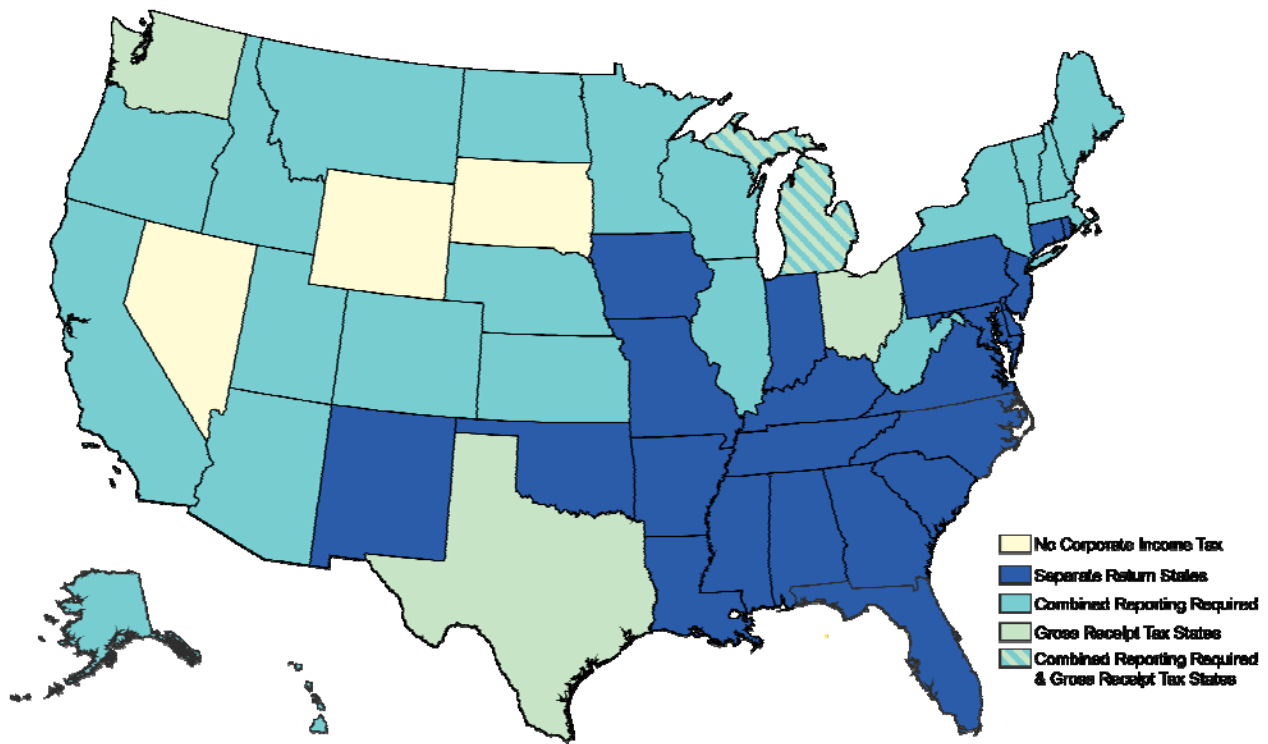 No Corporate Income Tax
Separate Return States
Combined Reporting Required
Gross Receipt Tax States
Combined Reporting Required
& Gross Receipt Tax States